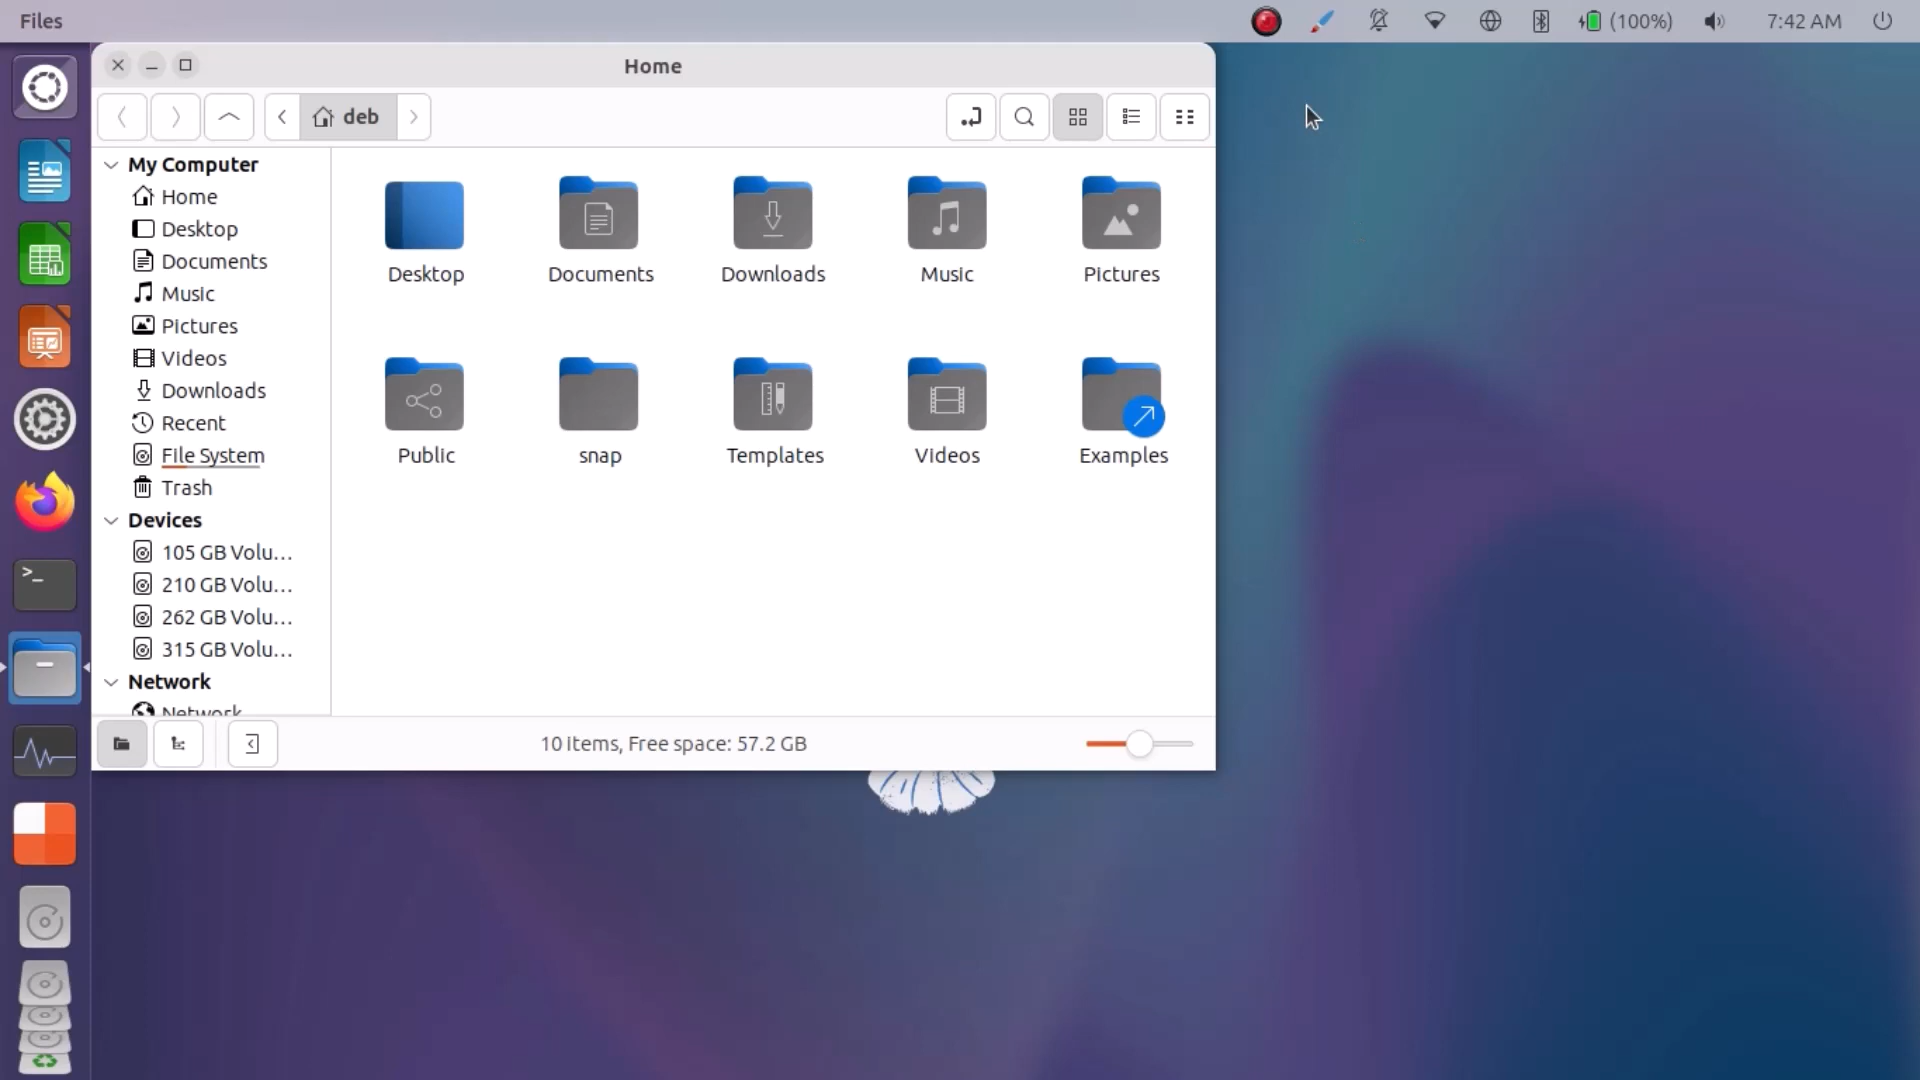 Files
(100%)
7:42 AM
Home
deb
My Computer
Home
Desktop
Documents
Music
Pictures
Videos
Downloads
Recent
File System
Trash
Devices
105 GB Volu...
210 GB Volu...
262 GB Volu...
315 GB Volu...
Network
Network
Desktop
Documents
Downloads
Music
Pictures
Public
snap
Templates
Videos
Examples
>_
10 items, Free space: 57.2 GB